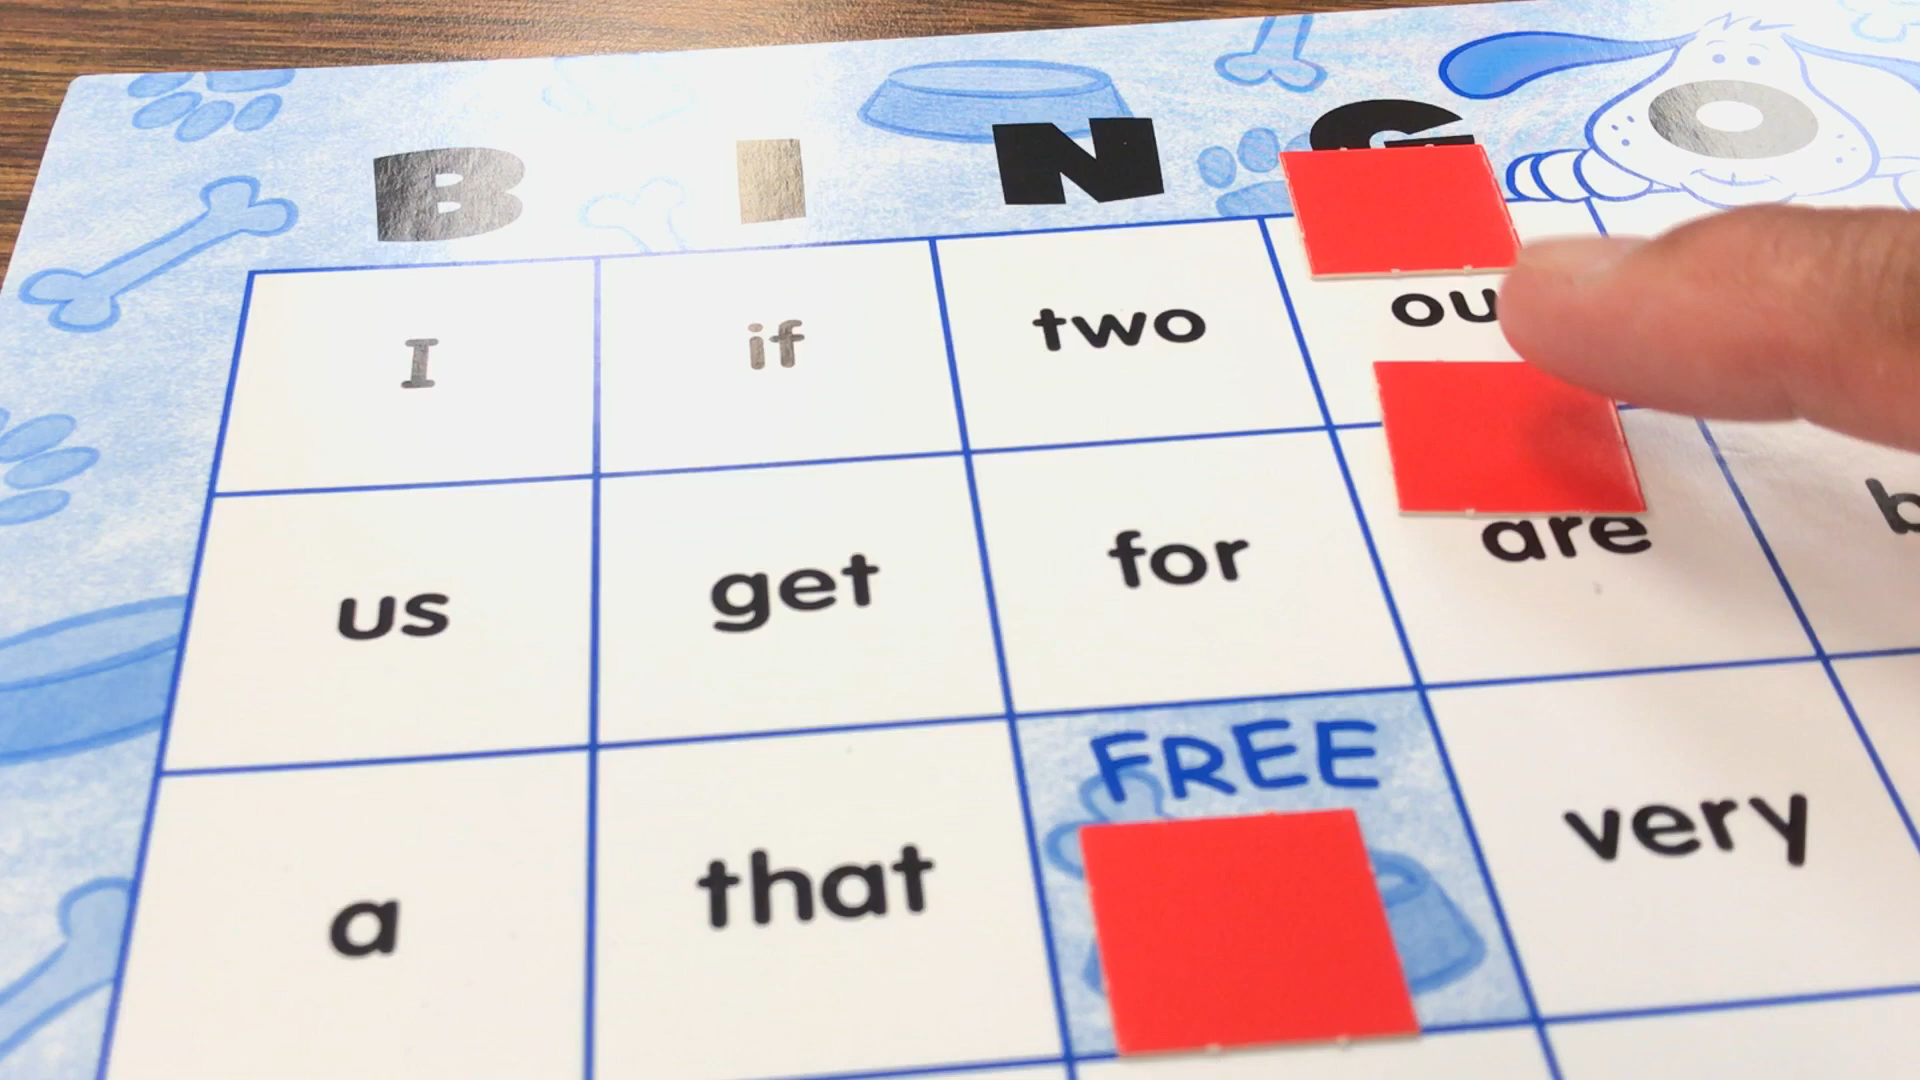 B I N G
I if two
us get for are
FREE
a that very